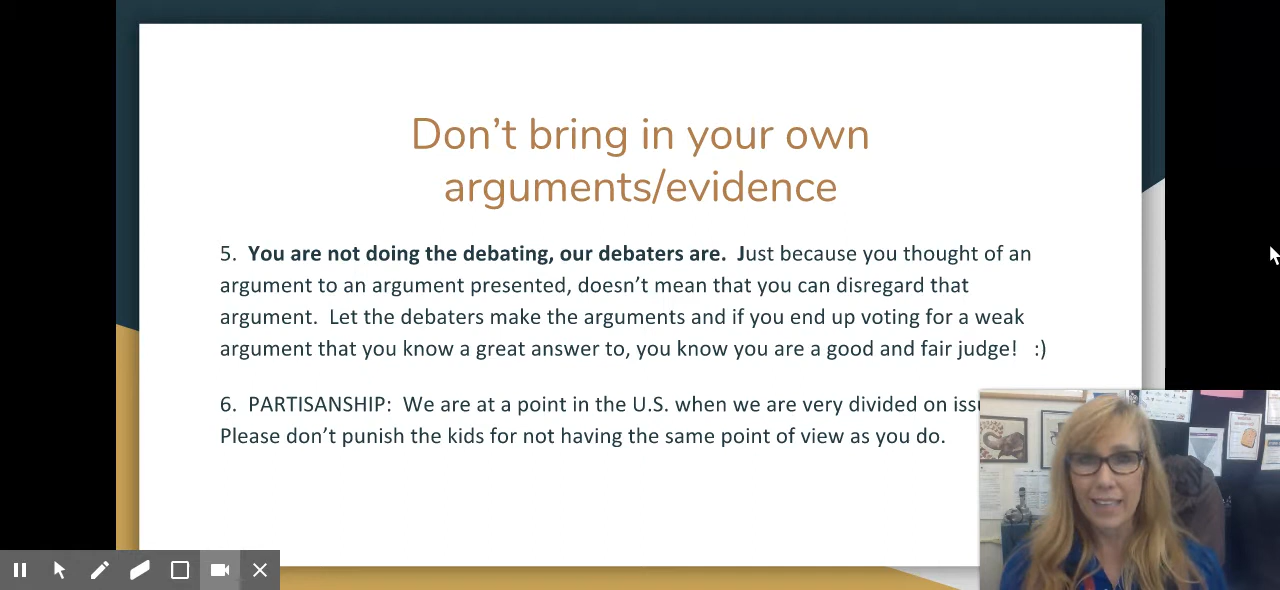 Don't bring in your own
arguments/evidence
5.  You are not doing the debating, our debaters are.  Just because you thought of an
argument to an argument presented, doesn't mean that you can disregard that
argument.  Let the debaters make the arguments and if you end up voting for a weak
argument that you know a great answer to, you know you are a good and fair judge!   :)
6.  PARTISANSHIP:  We are at a point in the U.S. when we are very divided on
Please don't punish the kids for not having the same point of view as you do.